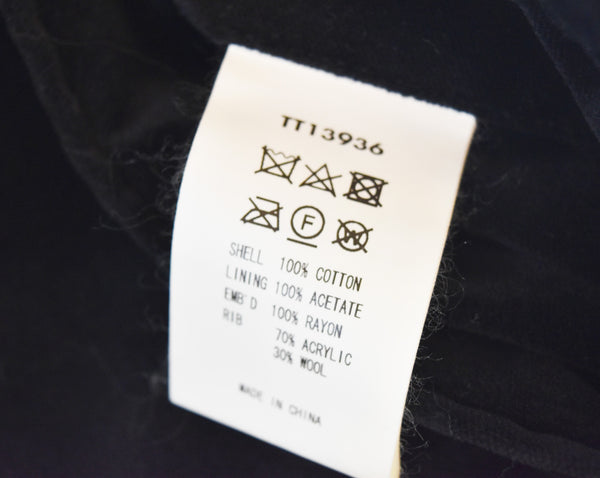 TT13936
F W
SHELL 100% COTTON
LINING 100% ACETATE
EMB'D 100% RAYON
RIB 70% ACRYLIC
30% WOOL
MADE IN CHINA